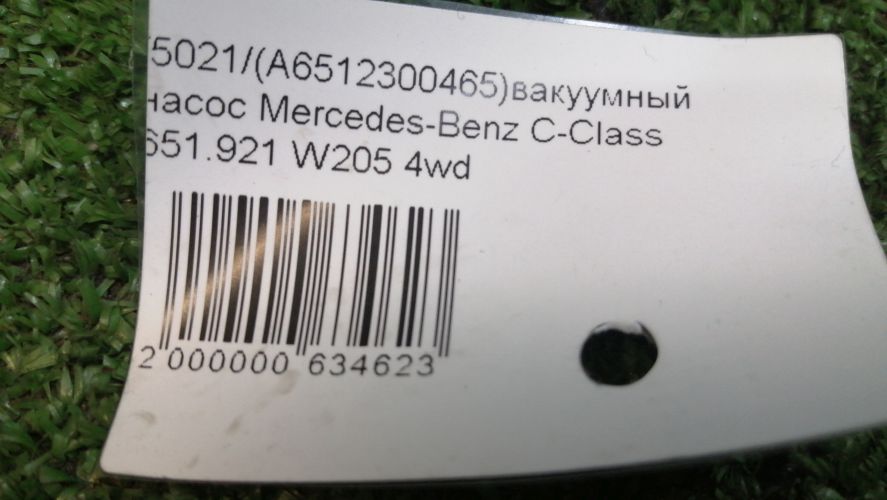 5021/(A6512300465)вакуумный
насос Mercedes-Benz C-Class
651.921 W205 4wd
2 000000 634623